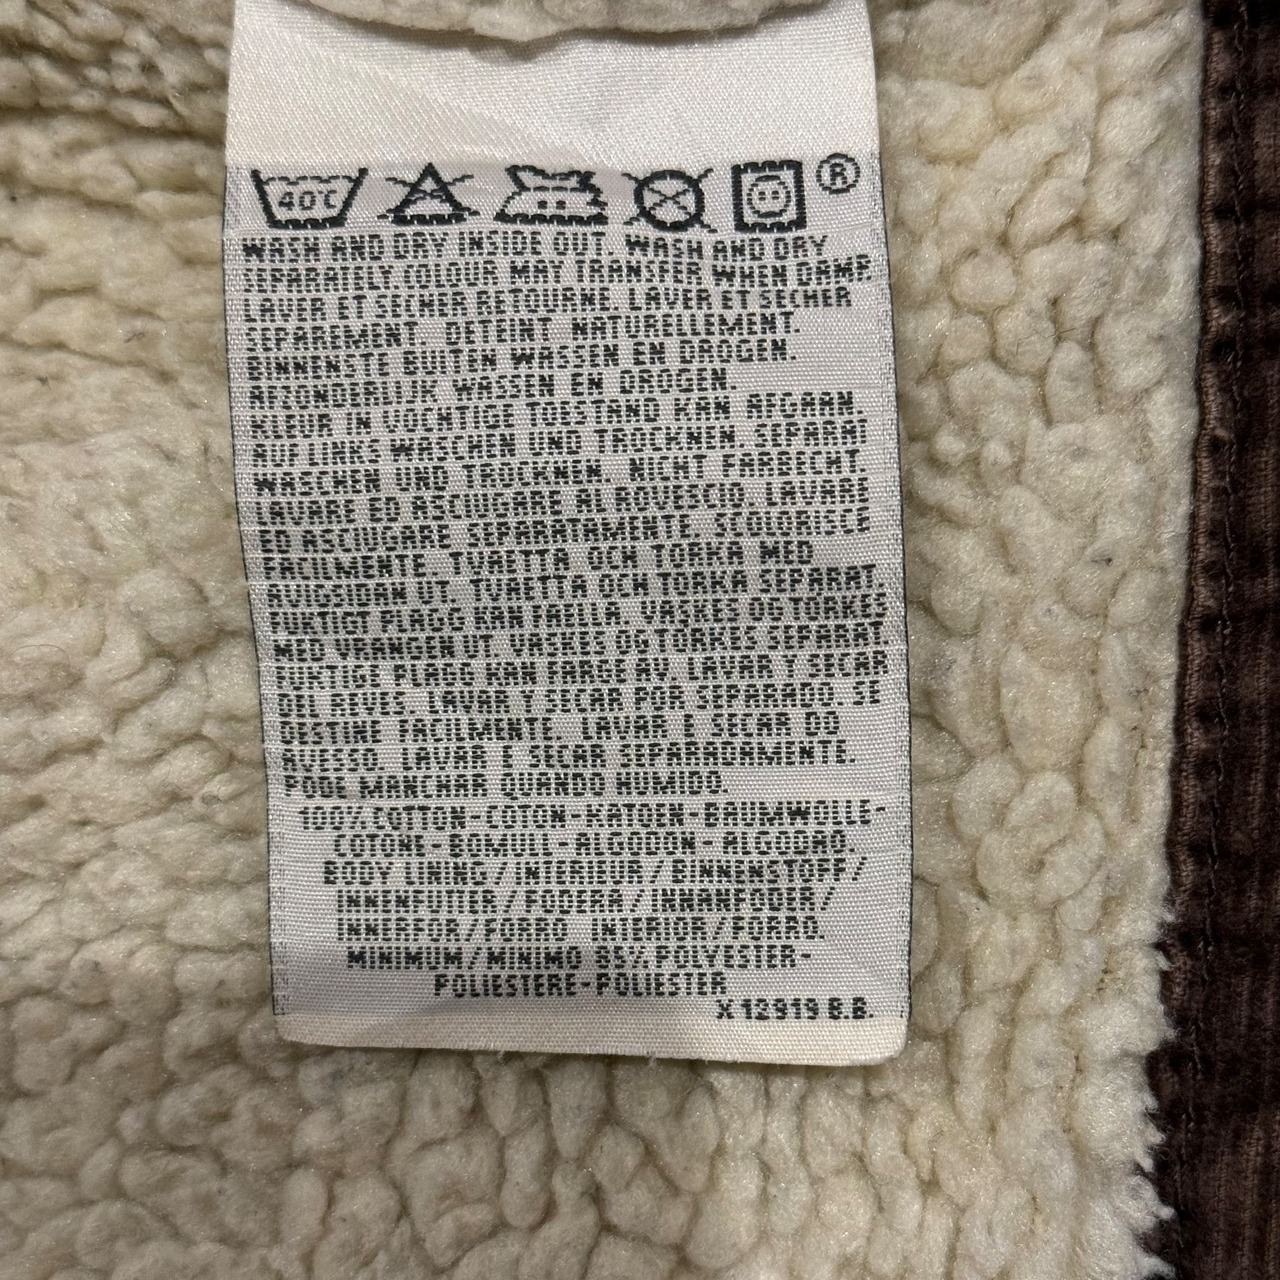 40°C ®
WASH AND DRY INSIDE OUT. WASH AND DRY
SEPARATELY.COLOUR MAY TRANSFER WHEN DAMP.
LAVER ET SECHER RETOURNE. LAVER ET SECHER
SEPAREMENT. DETEINT NATURELLEMENT.
BINNENSTE BUITEN WASSEN EN DROGEN.
AFZONDERLIJK WASSEN EN DROGEN.
KLEUR IN VOCHTIGE TOESTAND KAN AFGAAN.
AUF LINKS WASCHEN UND TROCKNEN. SEPARAT
WASCHEN UND TROCKNEN. NICHT FARBECHT.
LAVARE ED ASCIUGARE AL ROVESCIO. LAVARE
ED ASCIUGARE SEPARATAMENTE. SCOLORISCE
FACILMENTE. TVAETTA OCH TORKA MED
AVIGSIDAN UT. TVAETTA OCH TORKA SEPARAT.
FUKTIGT PLAGG KAN FAELLA. VASKES OG TORKES
MED VRANGEN UT. VASKES OG TORKES SEPARAT.
FUKTIGE PLAGG KAN FARGE AV. LAVAR Y SECAR
DEL REVES. LAVAR Y SECAR POR SEPARADO. SE
DESTINE FACILMENTE. LAVAR I SECAR DO
AVESSO. LAVAR I SECAR SEPARADAMENTE.
PODE MANCHAR QUANDO HUMIDO.
100% COTTON-COTON-KATOEN-BAUMWOLLE-
COTONE-BOMULL-ALGODON-ALGODAO.
BODY LINING/INTERIEUR/BINNENSTOFF/
INNENFUTTER/FODERA/INNANFODER/
INNERFOR/FORRO INTERIOR/FORRO.
MINIMUM/MINIMO 85% POLYESTER-
POLIESTERE-POLIESTER
X 12919 B.B.